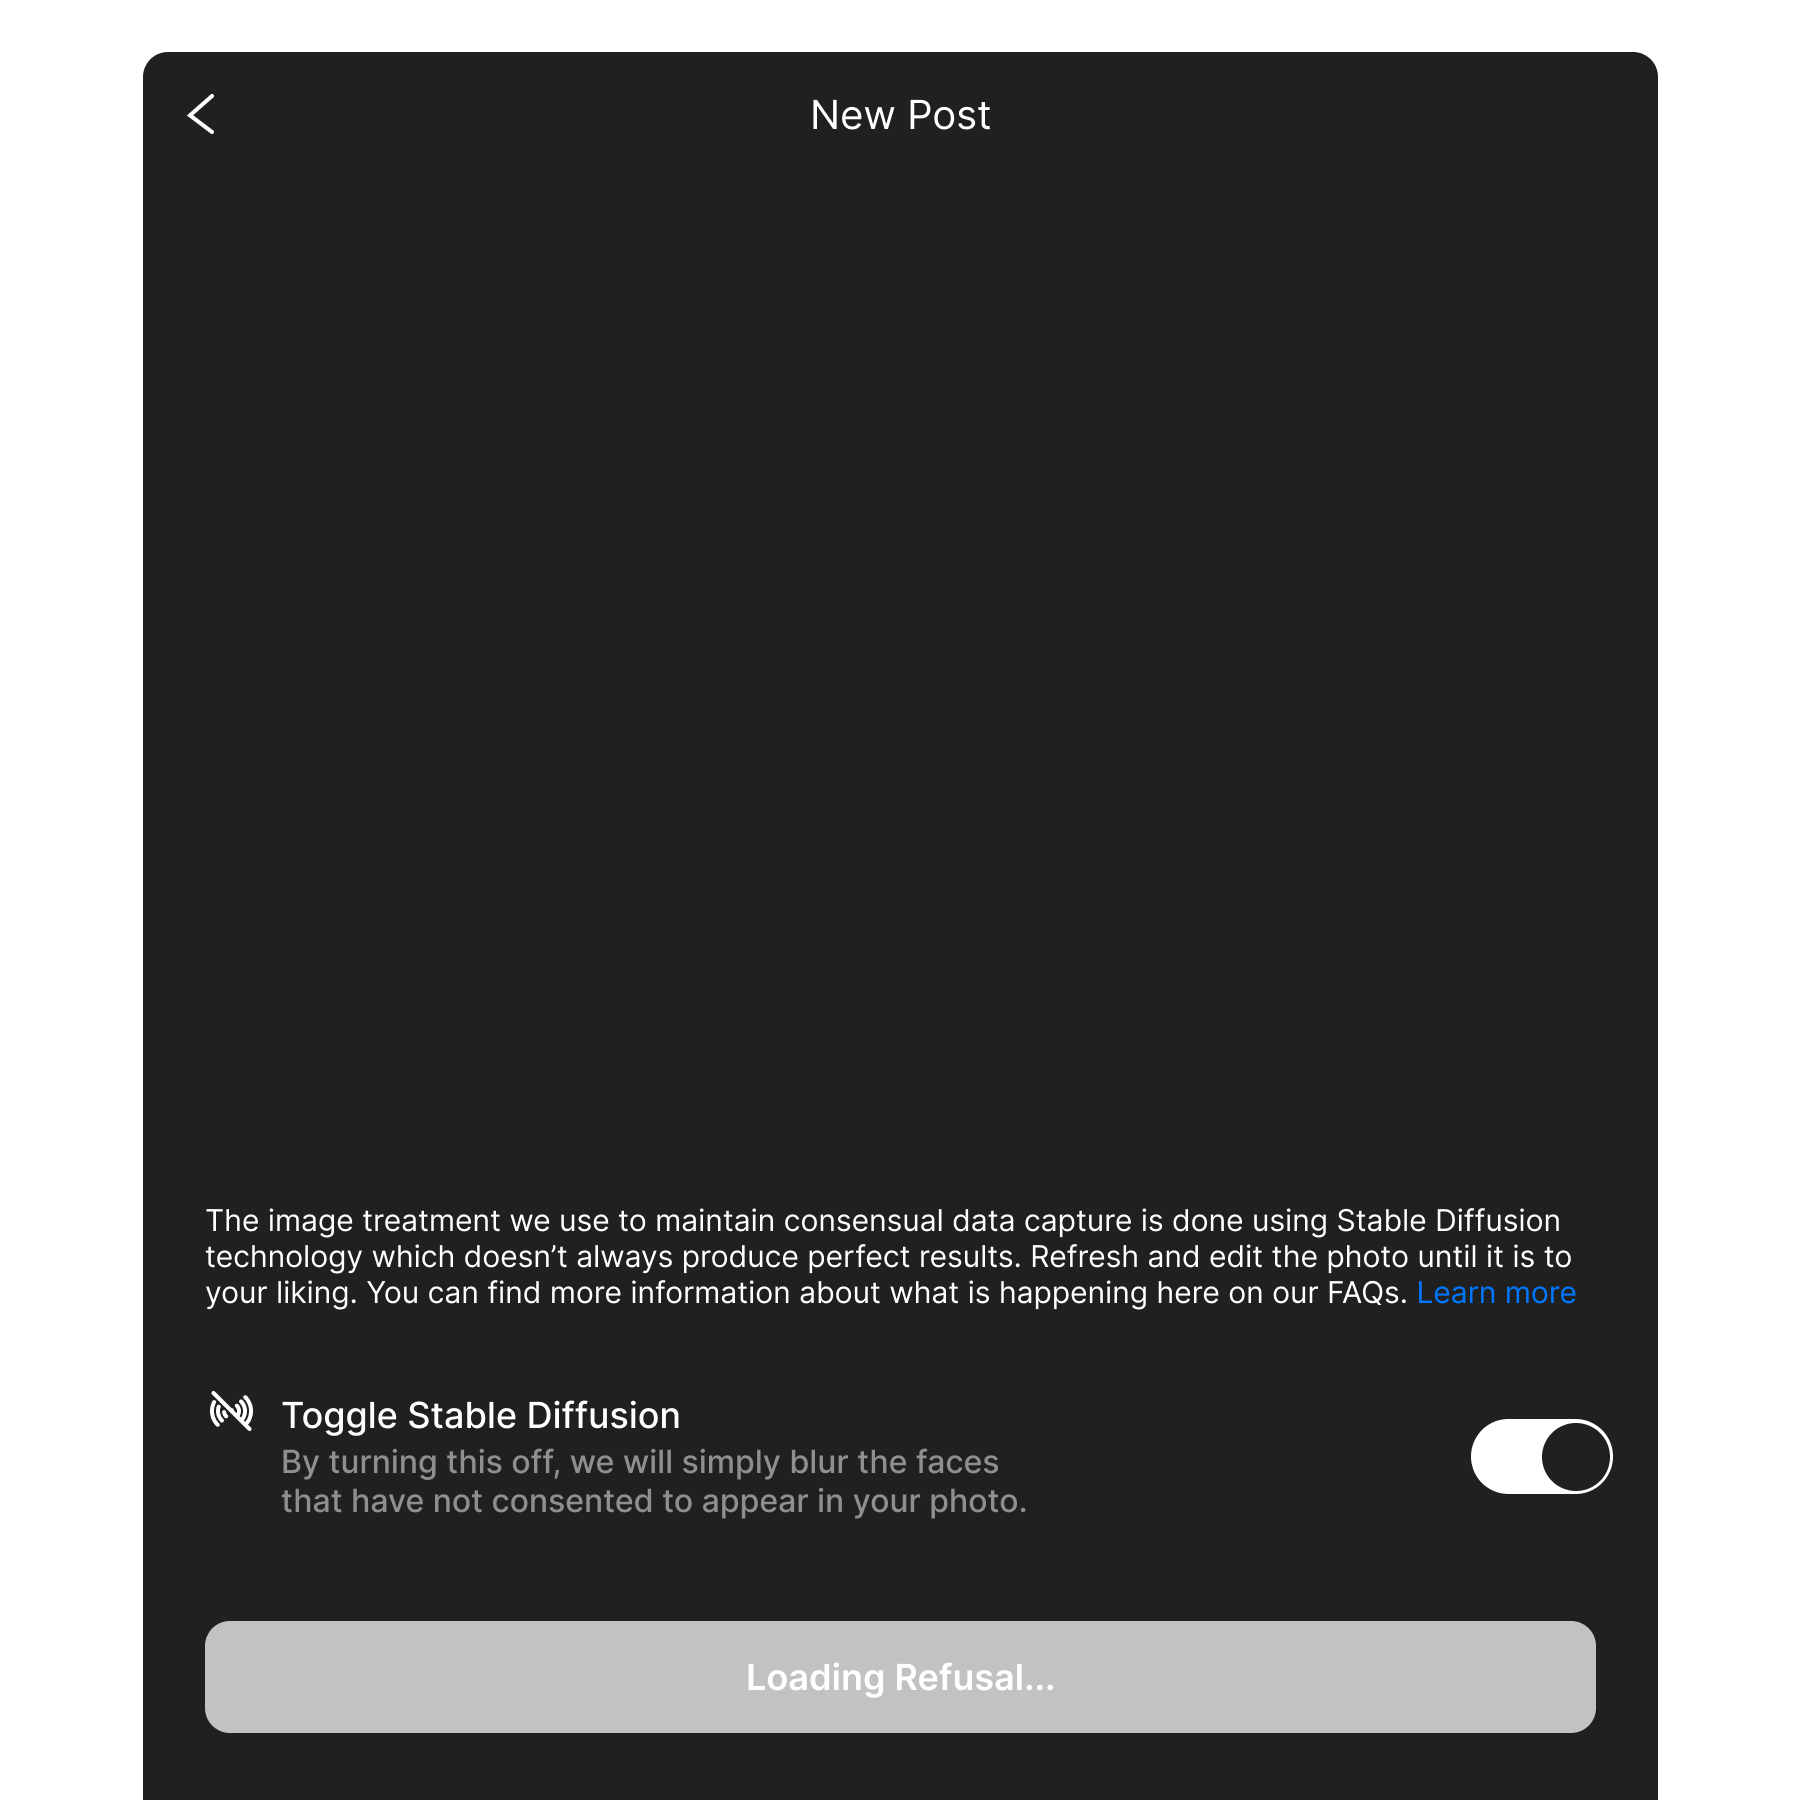 New Post
The image treatment we use to maintain consensual data capture is done using Stable Diffusion
technology which doesn’t always produce perfect results. Refresh and edit the photo until it is to
your liking. You can find more information about what is happening here on our FAQs. Learn more
Toggle Stable Diffusion
By turning this off, we will simply blur the faces
that have not consented to appear in your photo.
Loading Refusal...